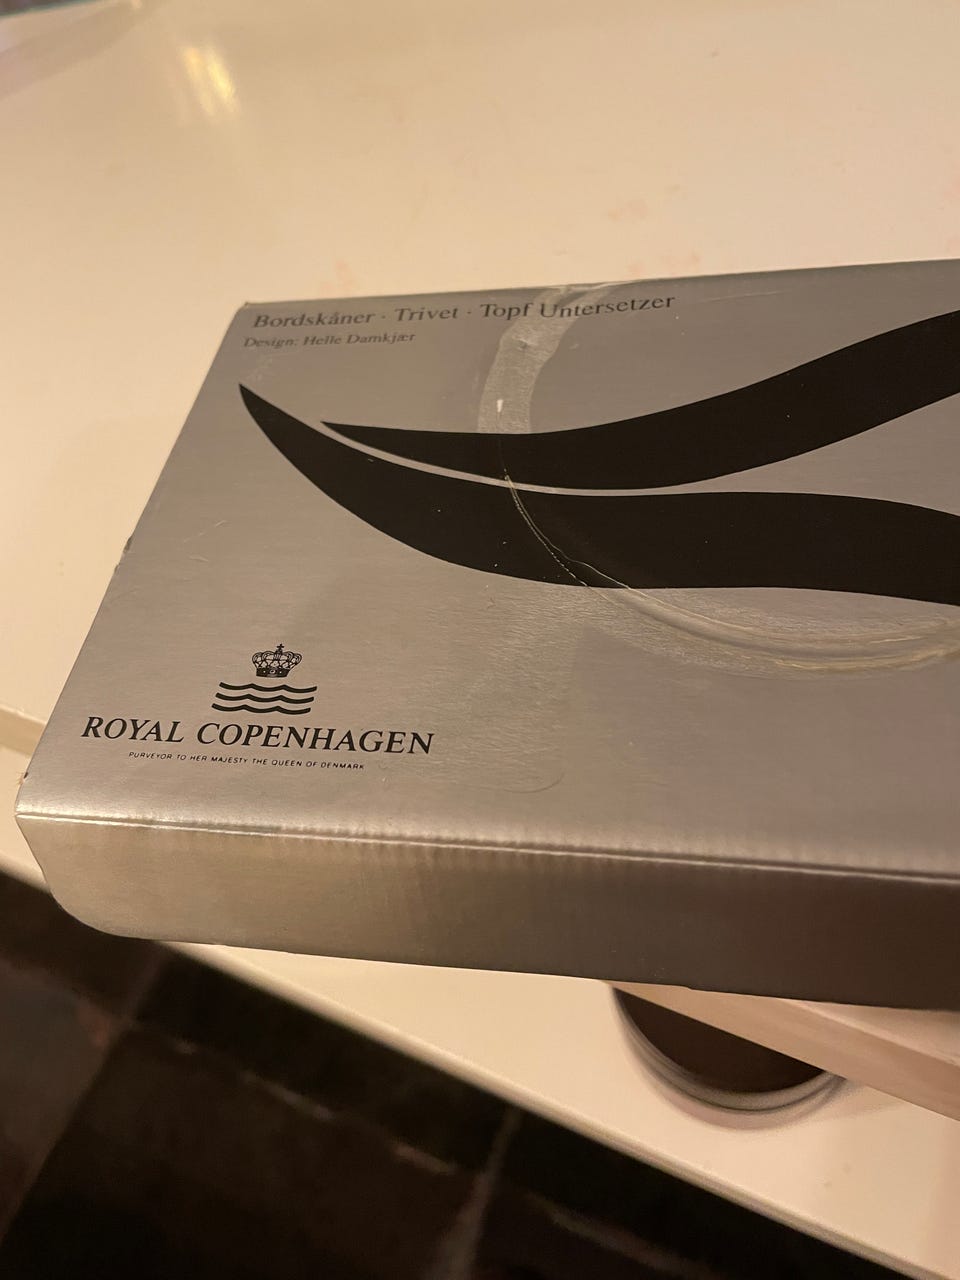 Bordskåner · Trivet · Topf Untersetzer
Design: Helle Damkjær
ROYAL COPENHAGEN
PURVEYOR TO HER MAJESTY THE QUEEN OF DENMARK